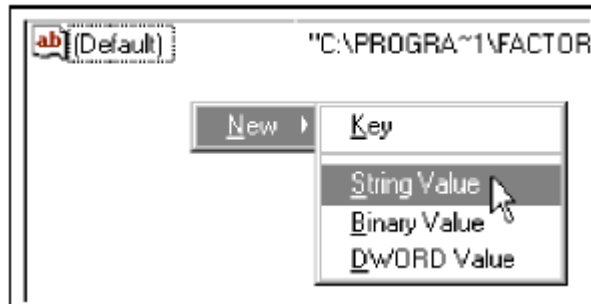 ab (Default) "C:\PROGRA~1\FACTOR
New Key
String Value
Binary Value
DWORD Value